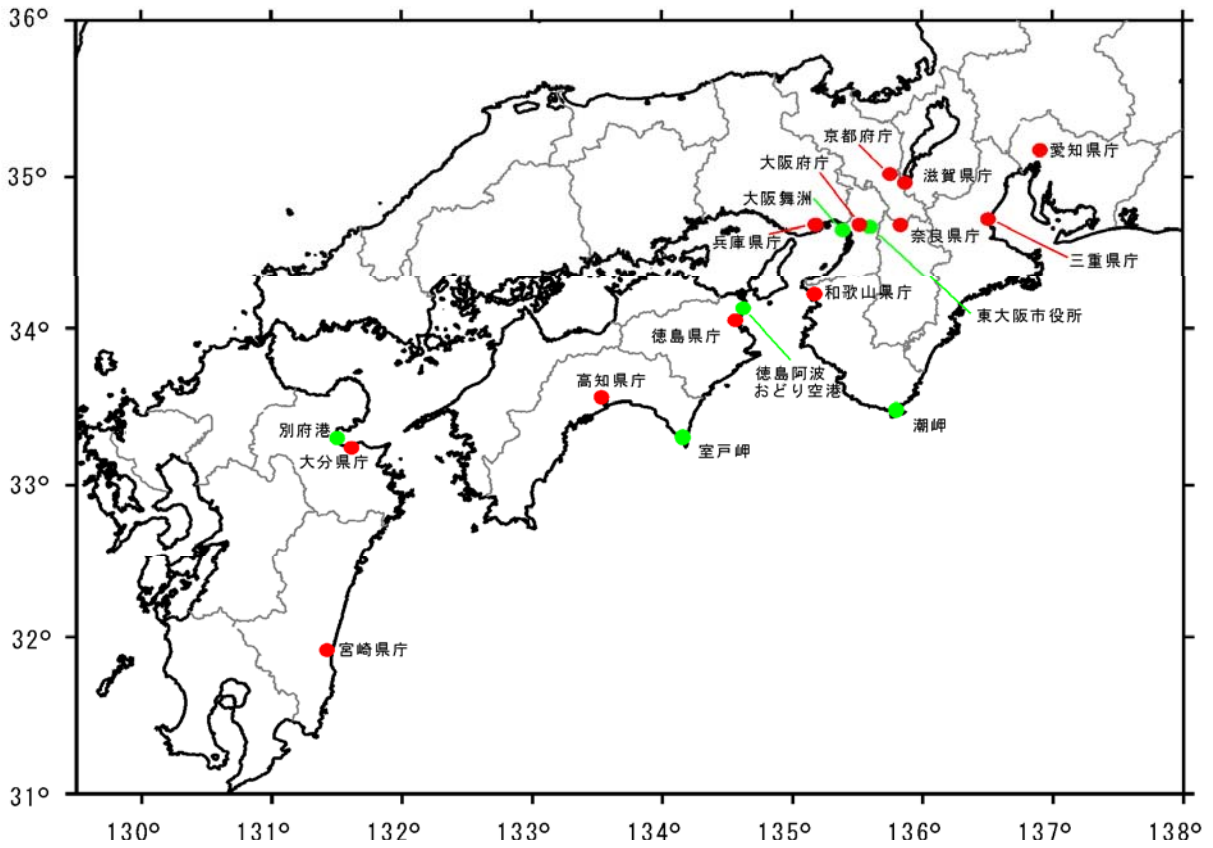 36°
35°
34°
33°
32°
31°
京都府庁
大阪府庁
大阪舞洲
兵庫県庁
愛知県庁
滋賀県庁
奈良県庁
三重県庁
和歌山県庁
東大阪市役所
徳島県庁
徳島阿波
おどり空港
高知県庁
潮岬
室戸岬
別府港
大分県庁
宮崎県庁
130°
131°
132°
133°
134°
135°
136°
137°
138°